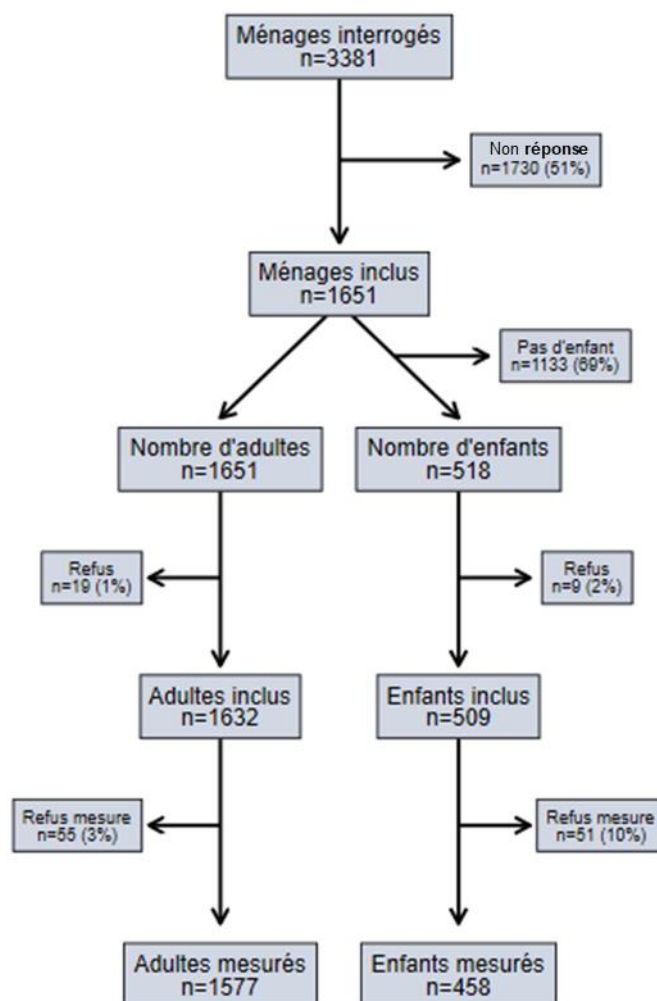 Ménages interrogés
n=3381
Non réponse
n=1730 (51%)
Ménages inclus
n=1651
Pas d'enfant
n=1133 (69%)
Nombre d'adultes
n=1651
Nombre d'enfants
n=518
Refus
n=19 (1%)
Refus
n=9 (2%)
Adultes inclus
n=1632
Enfants inclus
n=509
Refus mesure
n=55 (3%)
Refus mesure
n=51 (10%)
Adultes mesurés
n=1577
Enfants mesurés
n=458